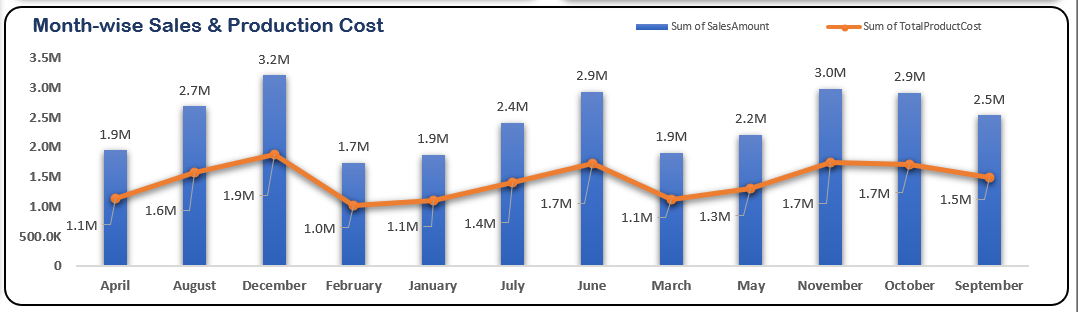 Month-wise Sales & Production Cost
Sum of SalesAmount
Sum of TotalProductCost
3.5M
3.0M
2.5M
2.0M
1.5M
1.0M
500.0K
0
1.9M
2.7M
3.2M
1.7M
1.9M
2.4M
2.9M
1.9M
2.2M
3.0M
2.9M
2.5M
1.1M
1.6M
1.9M
1.0M
1.1M
1.4M
1.7M
1.1M
1.3M
1.7M
1.7M
1.5M
April
August
December
February
January
July
June
March
May
November
October
September